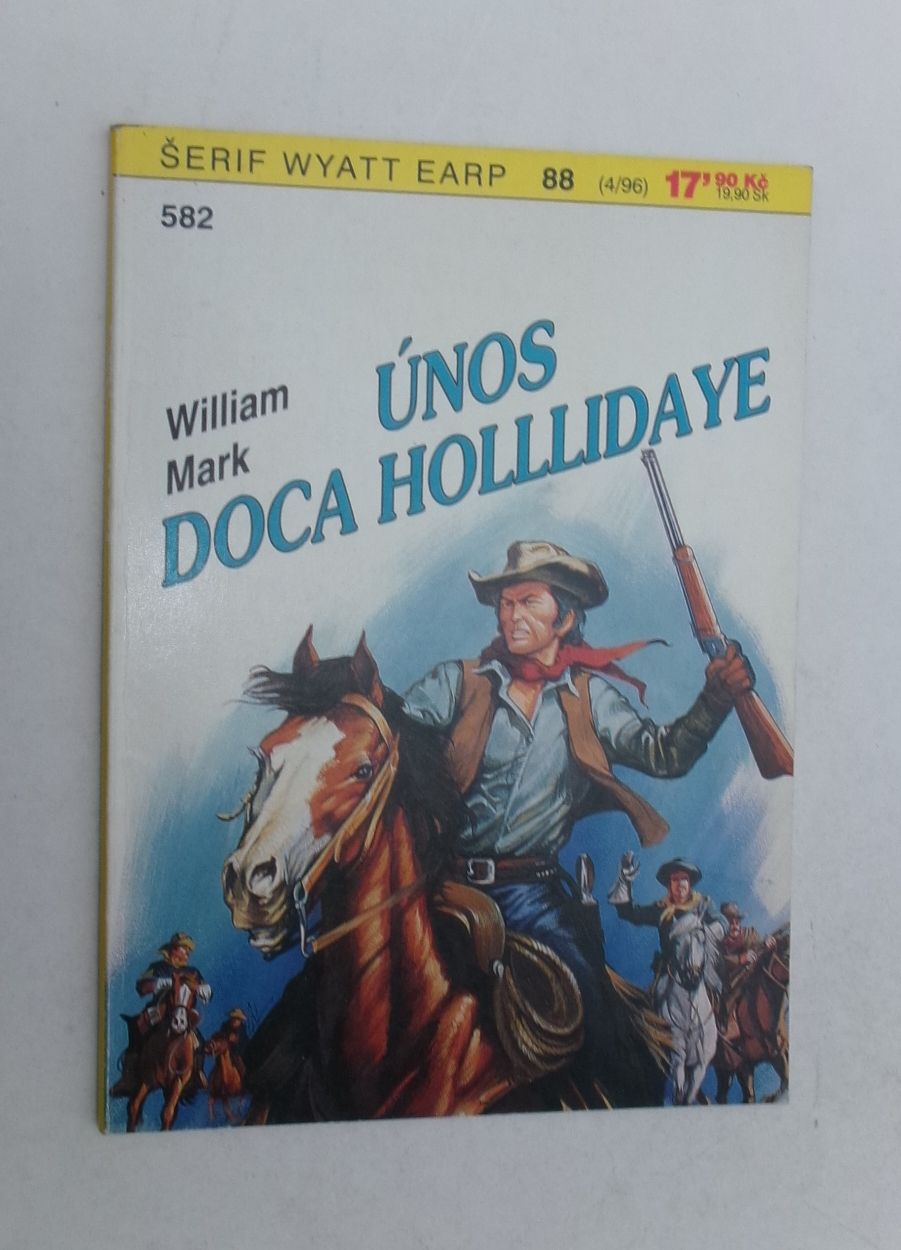 ŠERIF WYATT EARP 88 (4/96) 17,90 Kč
19,90 Sk
582
ÚNOS
William
Mark
DOCA HOLLLIDAYE